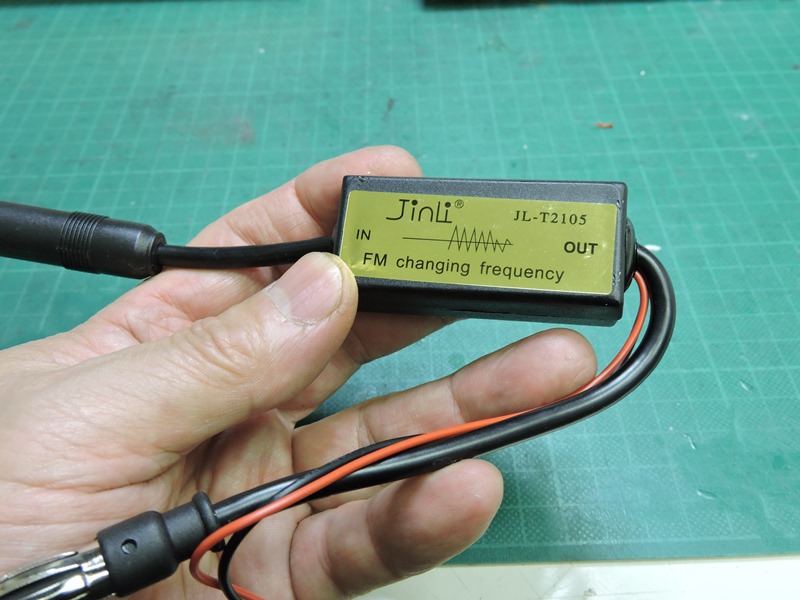 JinLi®
JL-T2105
IN
OUT
FM changing frequency